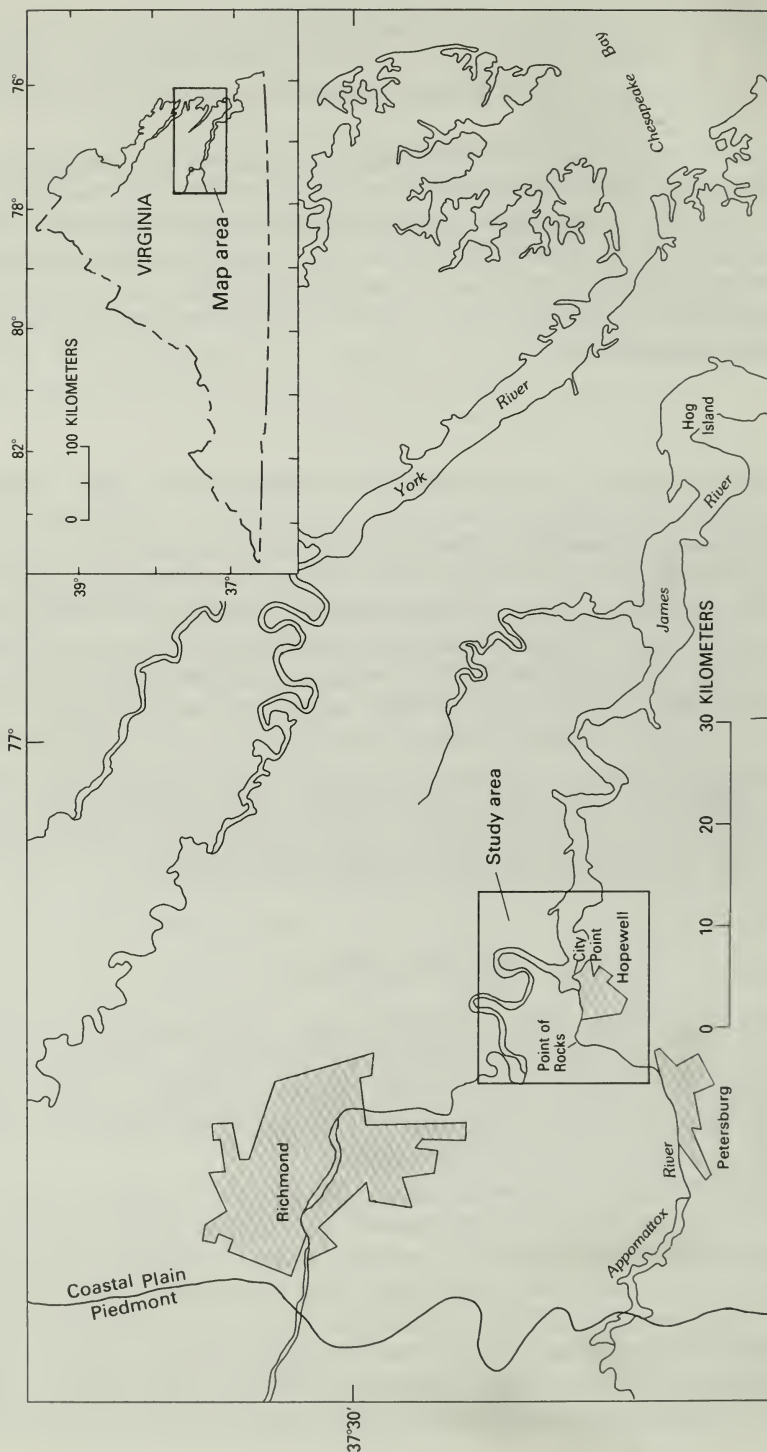 77°
82°
80°
78°
76°
39°
37°
0 100 KILOMETERS
VIRGINIA
Map area
Coastal Plain
Piedmont
Richmond
37°30'
York
River
Chesapeake
Bay
Study area
Point of
Rocks
City
Point
Hopewell
James
River
Hog
Island
Appomattox
River
Petersburg
0 10 20 30 KILOMETERS